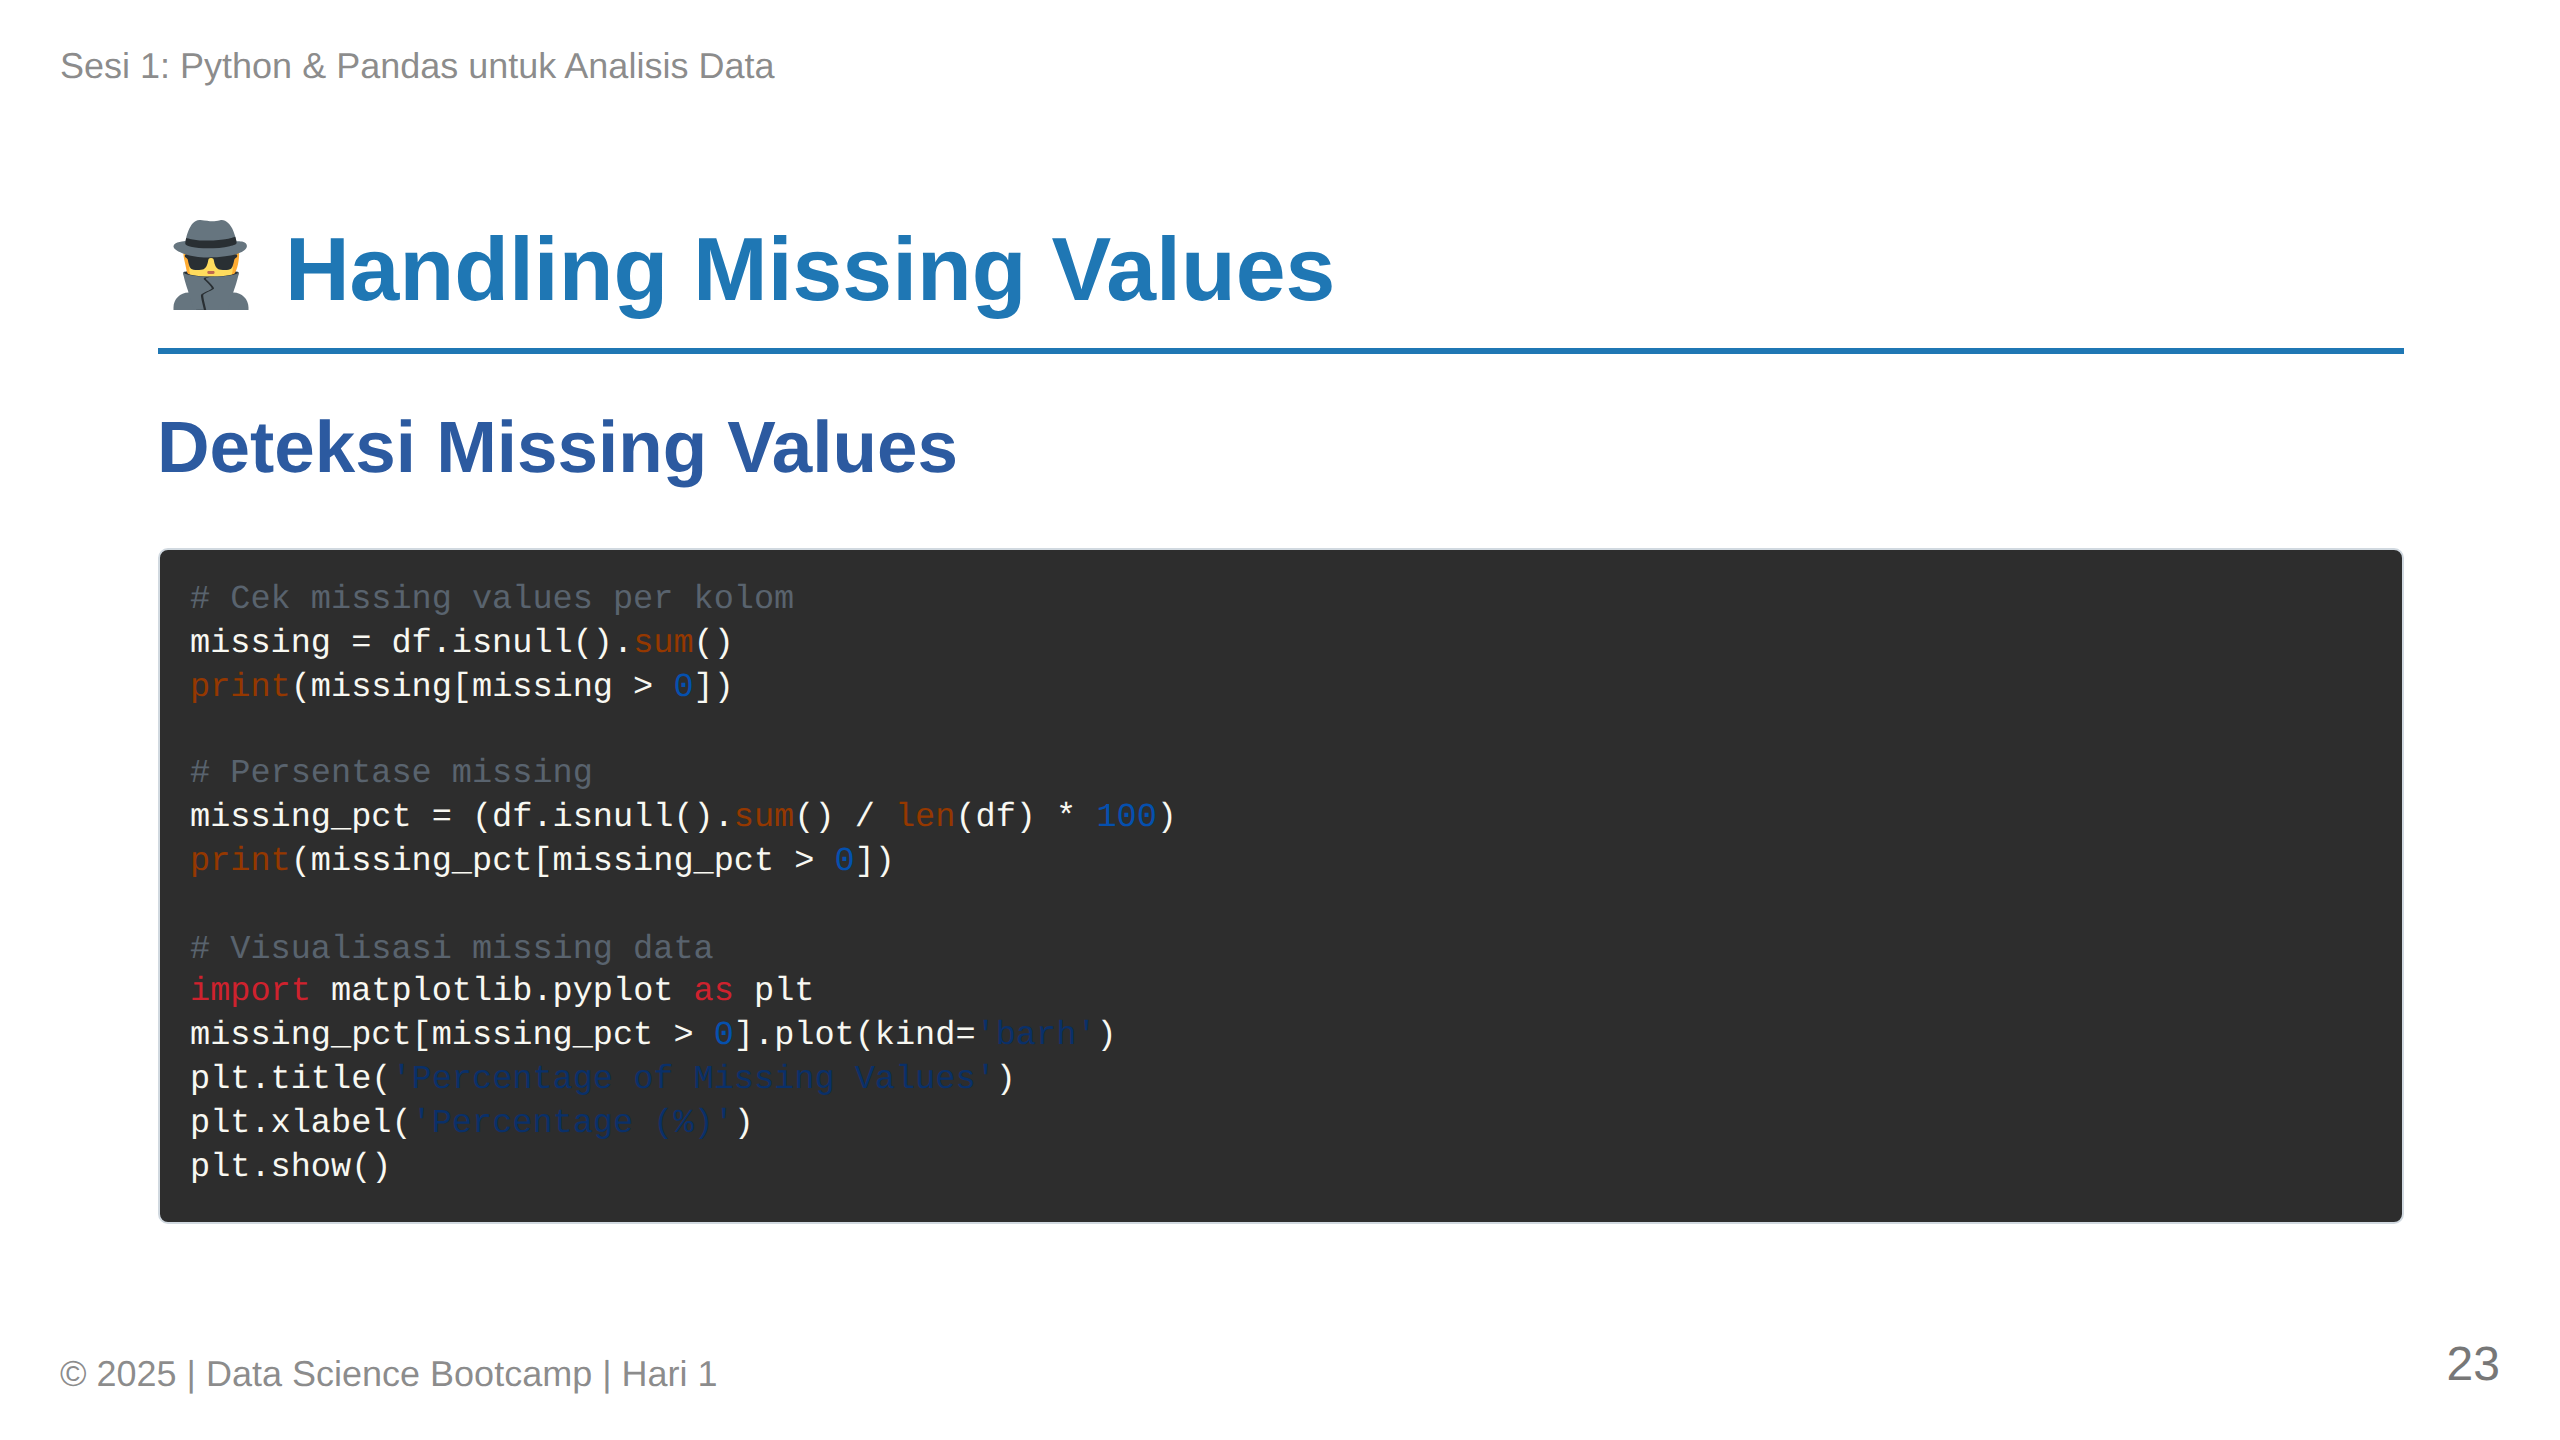 Sesi 1: Python & Pandas untuk Analisis Data
Handling Missing Values
Deteksi Missing Values
# Cek missing values per kolom
missing = df.isnull().sum()
print(missing[missing > 0])
# Persentase missing
missing_pct = (df.isnull().sum() / len(df) * 100)
print(missing_pct[missing_pct > 0])
# Visualisasi missing data
import matplotlib.pyplot as plt
missing_pct[missing_pct > 0].plot(kind='barh')
plt.title('Percentage of Missing Values')
plt.xlabel('Percentage (%)')
plt.show()
© 2025 | Data Science Bootcamp | Hari 1
23